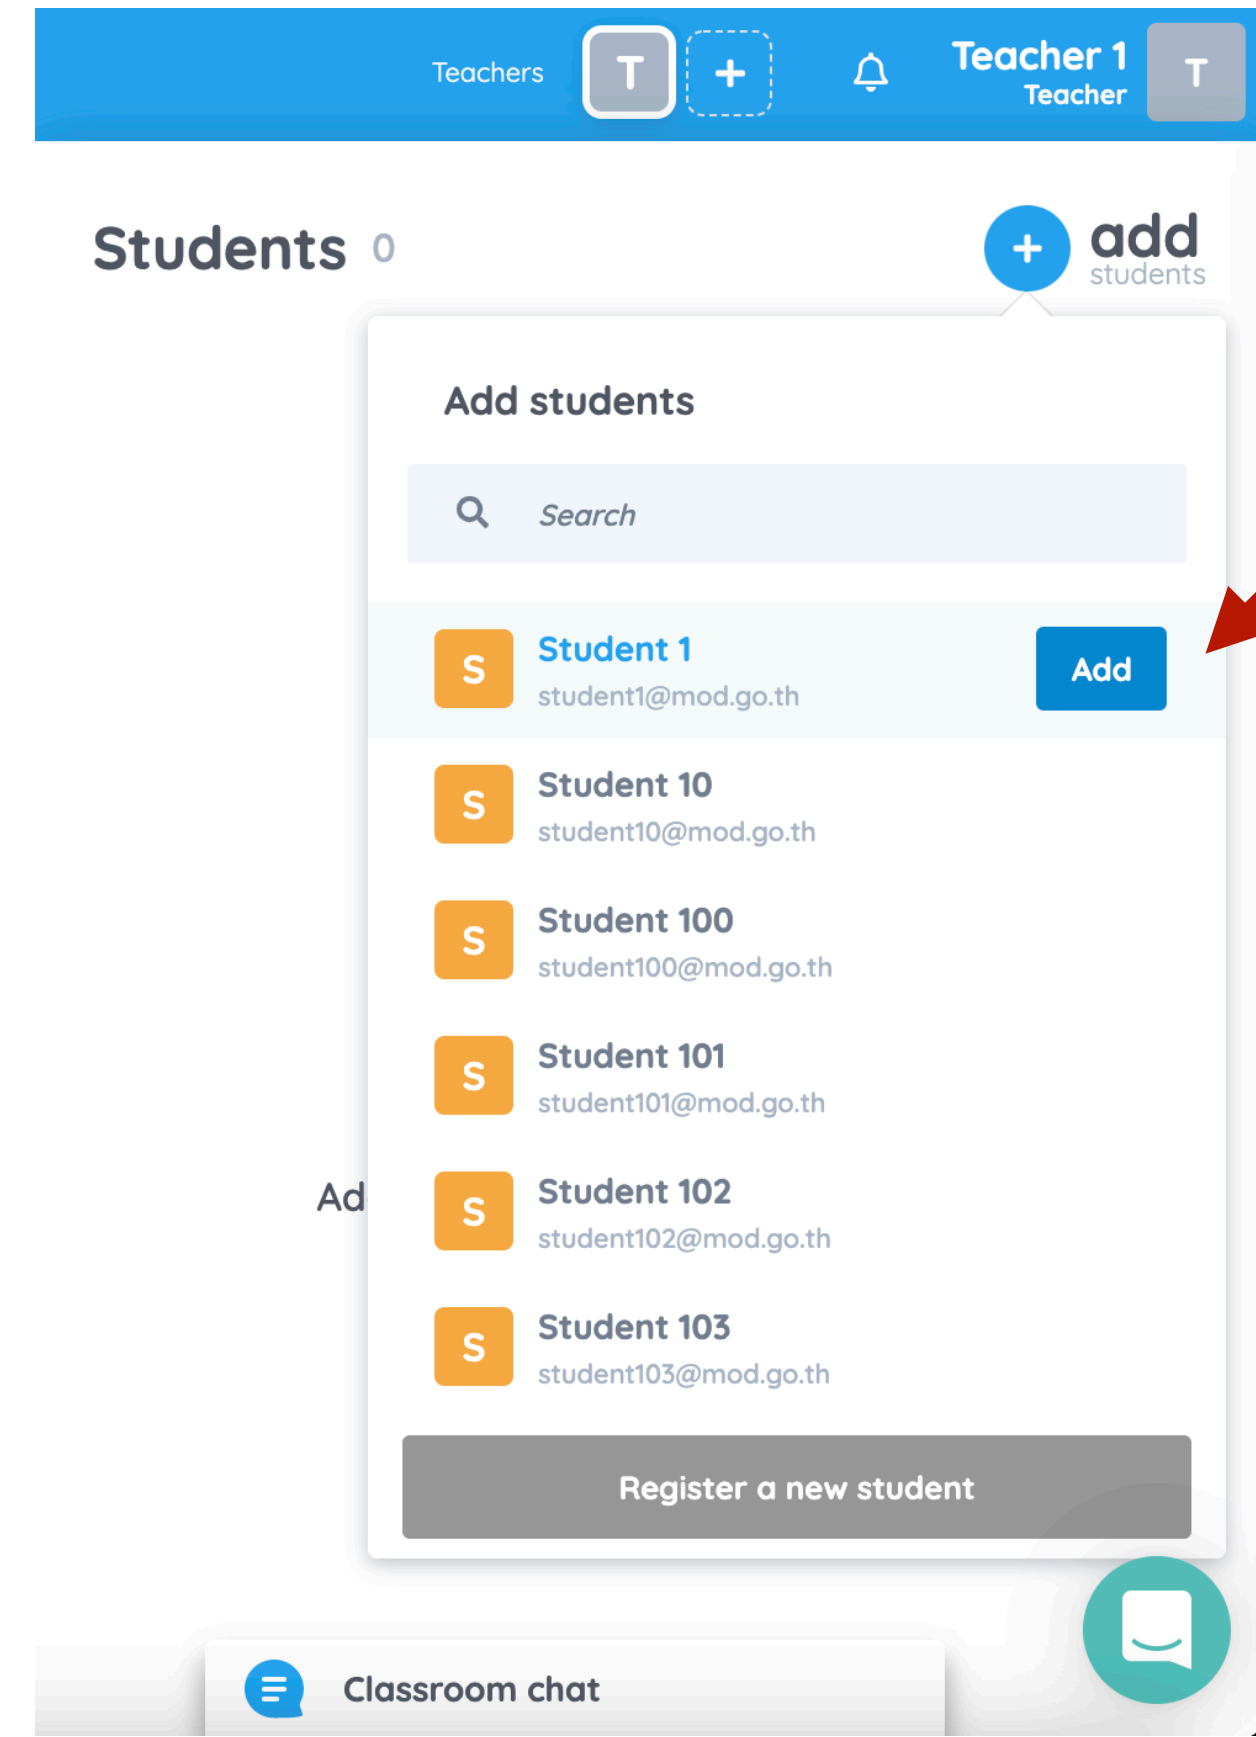 Teachers T + Teacher 1 T
Teacher
Students 0 + add
students
Add students
Search
S Student 1 Add
student1@mod.go.th
S Student 10
student10@mod.go.th
S Student 100
student100@mod.go.th
S Student 101
student101@mod.go.th
Ad S Student 102
student102@mod.go.th
S Student 103
student103@mod.go.th
Register a new student
Classroom chat